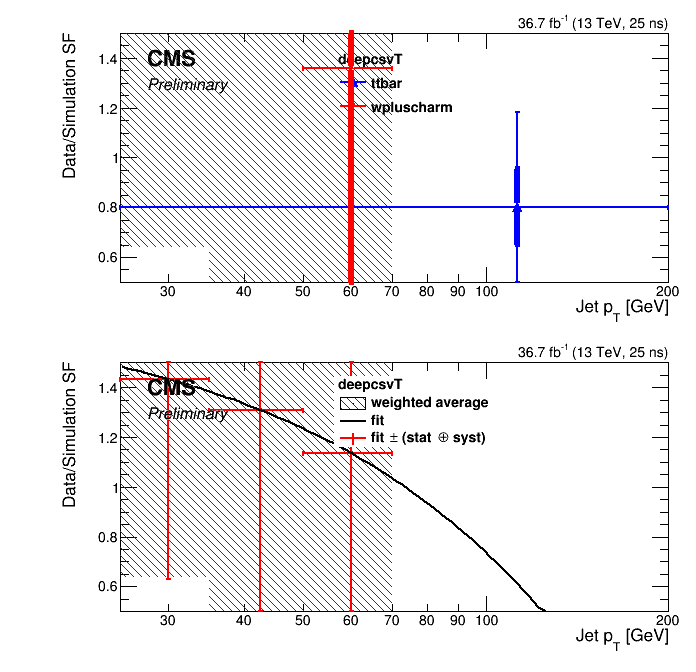 36.7 fb⁻¹ (13 TeV, 25 ns)
Data/Simulation SF
CMS
Preliminary
deepcsvT
ttbar
wpluscharm
1.4
1.2
1
0.8
0.6
30 40 50 60 70 80 90 100 200
Jet p_T [GeV]
36.7 fb⁻¹ (13 TeV, 25 ns)
Data/Simulation SF
CMS
Preliminary
deepcsvT
weighted average
fit
fit ± (stat ⊕ syst)
1.4
1.2
1
0.8
0.6
30 40 50 60 70 80 90 100 200
Jet p_T [GeV]